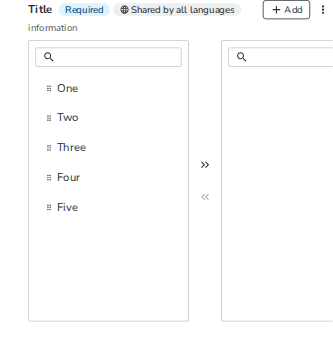 Title Required Shared by all languages + Add
information
One
Two
Three
Four
Five